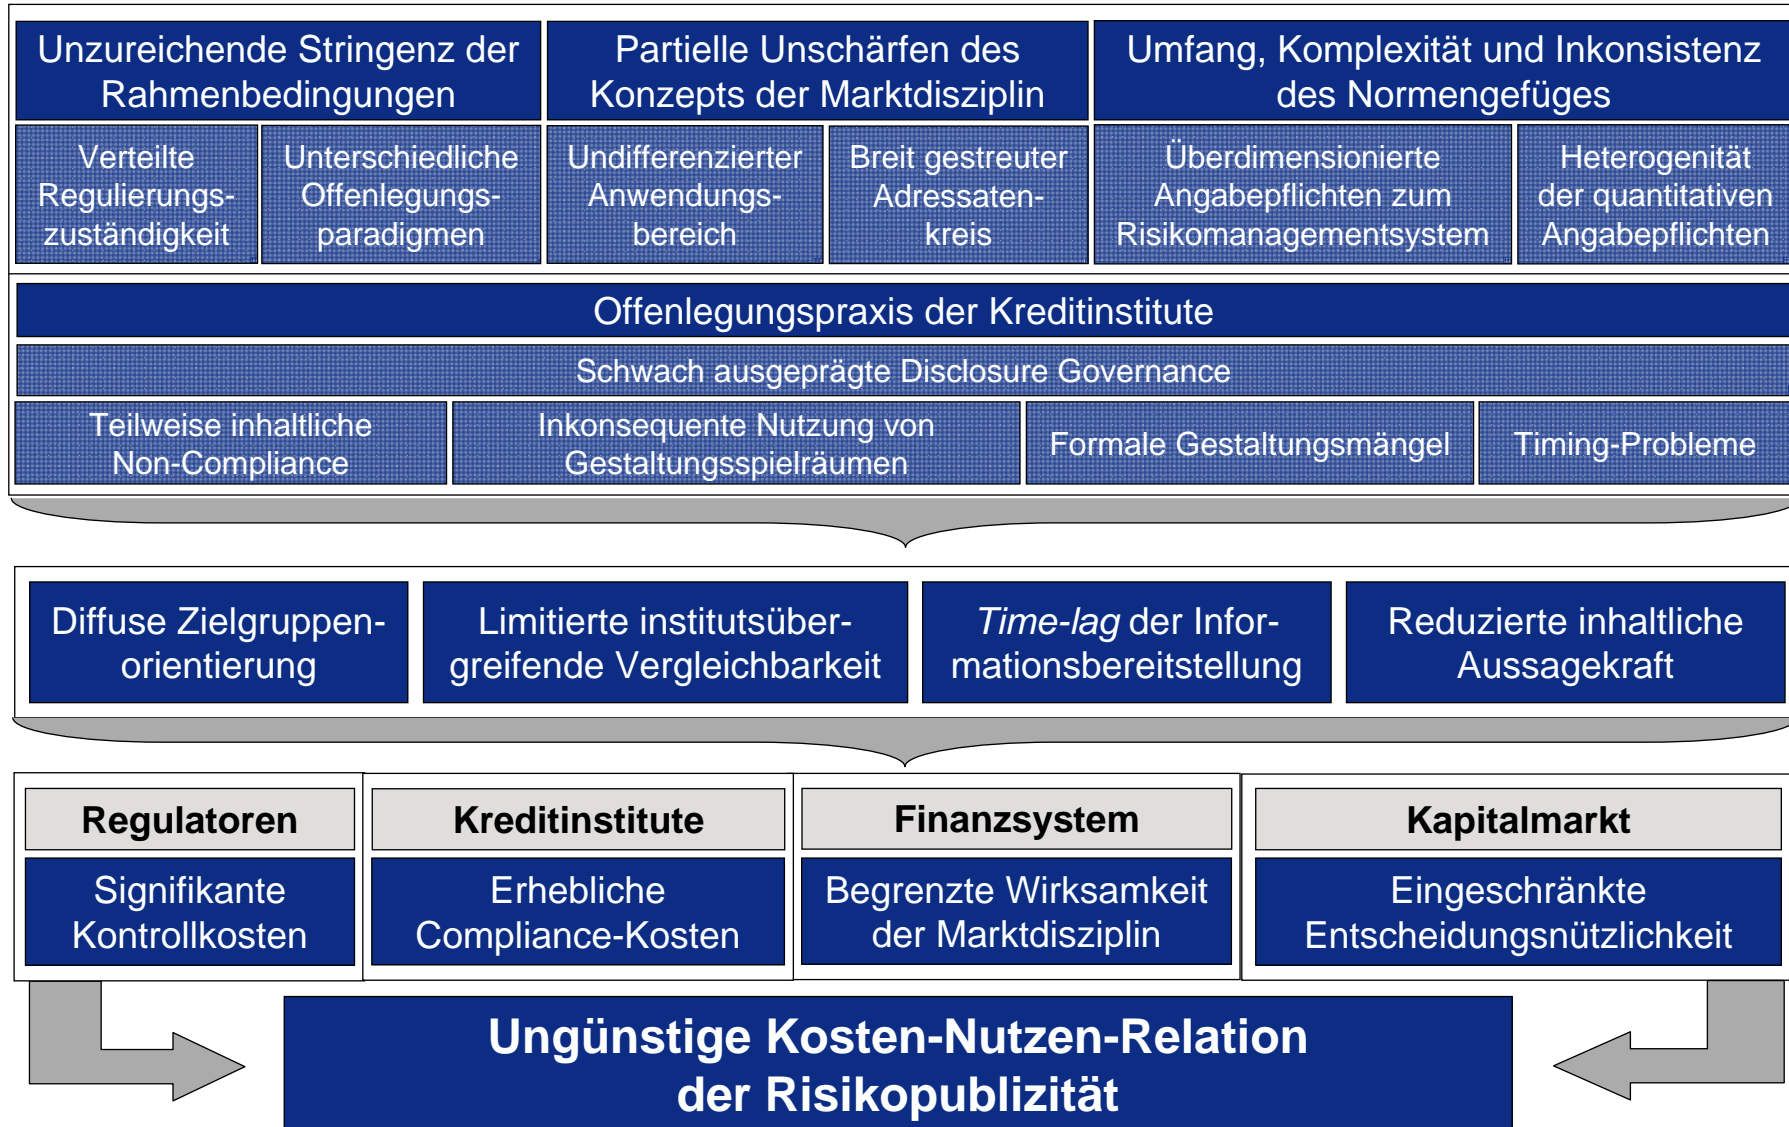 Unzureichende Stringenz der
Rahmenbedingungen
Partielle Unschärfen des
Konzepts der Marktdisziplin
Umfang, Komplexität und Inkonsistenz
des Normengefüges
Verteilte
Regulierungs-
zuständigkeit
Unterschiedliche
Offenlegungs-
paradigmen
Undifferenzierter
Anwendungs-
bereich
Breit gestreuter
Adressaten-
kreis
Überdimensionierte
Angabepflichten zum
Risikomanagementsystem
Heterogenität
der quantitativen
Angabepflichten
Offenlegungspraxis der Kreditinstitute
Schwach ausgeprägte Disclosure Governance
Teilweise inhaltliche
Non-Compliance
Inkonsequente Nutzung von
Gestaltungsspielräumen
Formale Gestaltungsmängel
Timing-Probleme
Diffuse Zielgruppen-
orientierung
Limitierte institutsüber-
greifende Vergleichbarkeit
Time-lag der Infor-
mationsbereitstellung
Reduzierte inhaltliche
Aussagekraft
Regulatoren
Signifikante
Kontrollkosten
Kreditinstitute
Erhebliche
Compliance-Kosten
Finanzsystem
Begrenzte Wirksamkeit
der Marktdisziplin
Kapitalmarkt
Eingeschränkte
Entscheidungsnützlichkeit
Ungünstige Kosten-Nutzen-Relation
der Risikopublizität